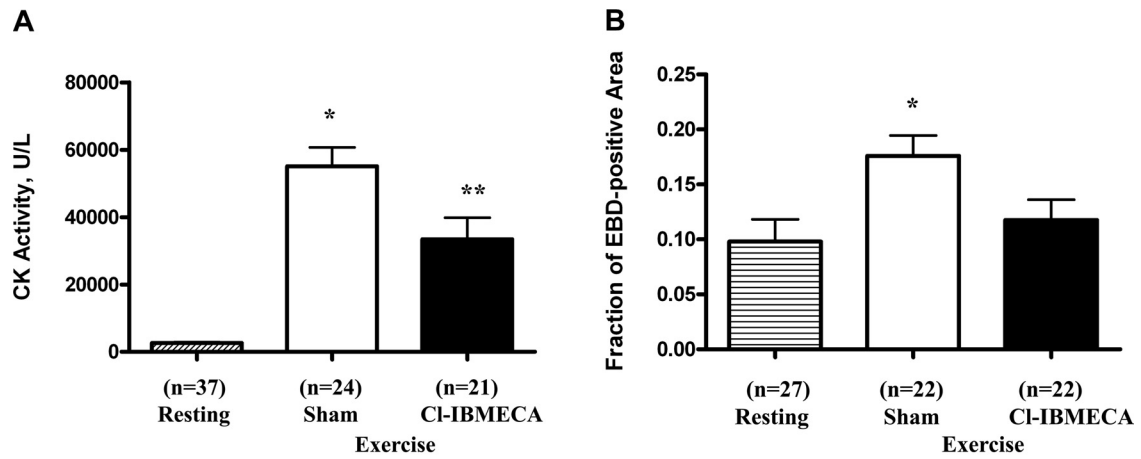 A
CK Activity, U/L
80000
60000
40000
20000
0
*
**
(n=37) (n=24) (n=21)
Resting Sham Cl-IBMECA
Exercise
B
Fraction of EBD-positive Area
0.25
0.20
0.15
0.10
0.05
0.00
*
(n=27) (n=22) (n=22)
Resting Sham Cl-IBMECA
Exercise